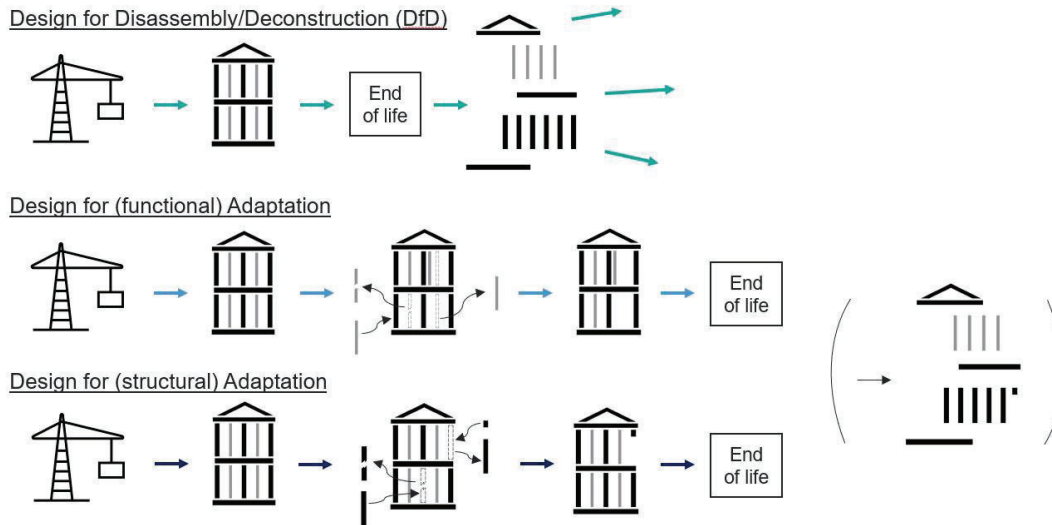 Design for Disassembly/Deconstruction (DfD)
End
of life
Design for (functional) Adaptation
End
of life
Design for (structural) Adaptation
End
of life